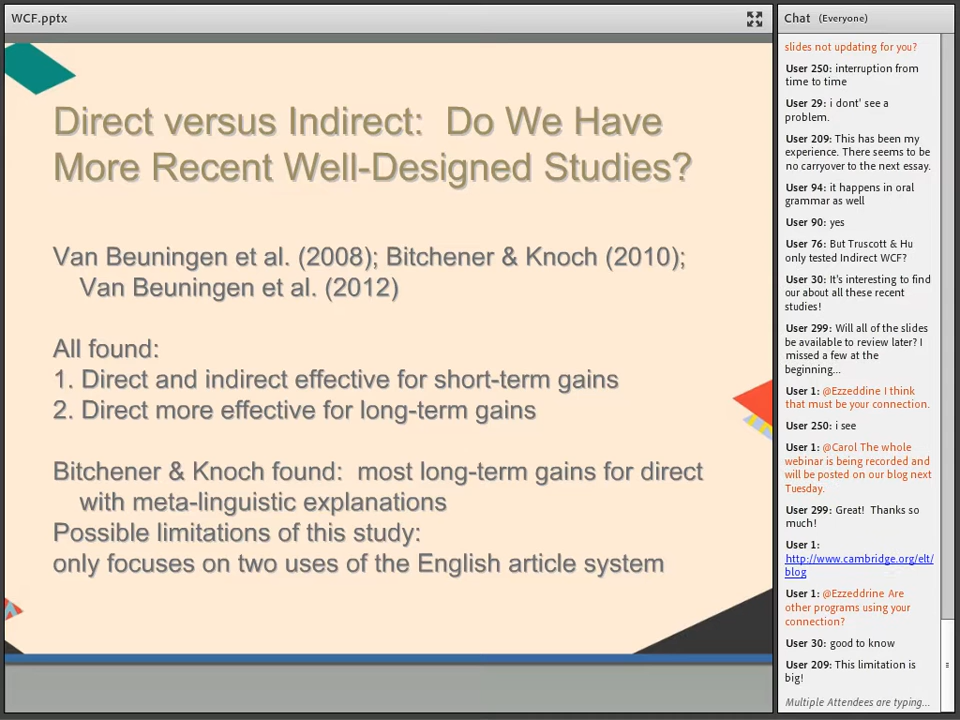 WCF.pptx
Direct versus Indirect:  Do We Have
More Recent Well-Designed Studies?
Van Beuningen et al. (2008); Bitchener & Knoch (2010);
Van Beuningen et al. (2012)
All found:
1. Direct and indirect effective for short-term gains
2. Direct more effective for long-term gains
Bitchener & Knoch found:  most long-term gains for direct
with meta-linguistic explanations
Possible limitations of this study:
only focuses on two uses of the English article system
Chat (Everyone)
slides not updating for you?
User 250: interruption from
time to time
User 29: i dont' see a
problem.
User 209: This has been my
experience. There seems to be
no carryover to the next essay.
User 94: it happens in oral
grammar as well
User 90: yes
User 76: But Truscott & Hu
only tested Indirect WCF?
User 30: It's interesting to find
our about all these recent
studies!
User 299: Will all of the slides
be available to review later? I
missed a few at the
beginning...
User 1: @Ezzeddine I think
that must be your connection.
User 250: i see
User 1: @Carol The whole
webinar is being recorded and
will be posted on our blog next
Tuesday.
User 299: Great!  Thanks so
much!
User 1:
http://www.cambridge.org/elt/
blog
User 1: @Ezzeddrine Are
other programs using your
connection?
User 30: good to know
User 209: This limitation is
big!
Multiple Attendees are typing...